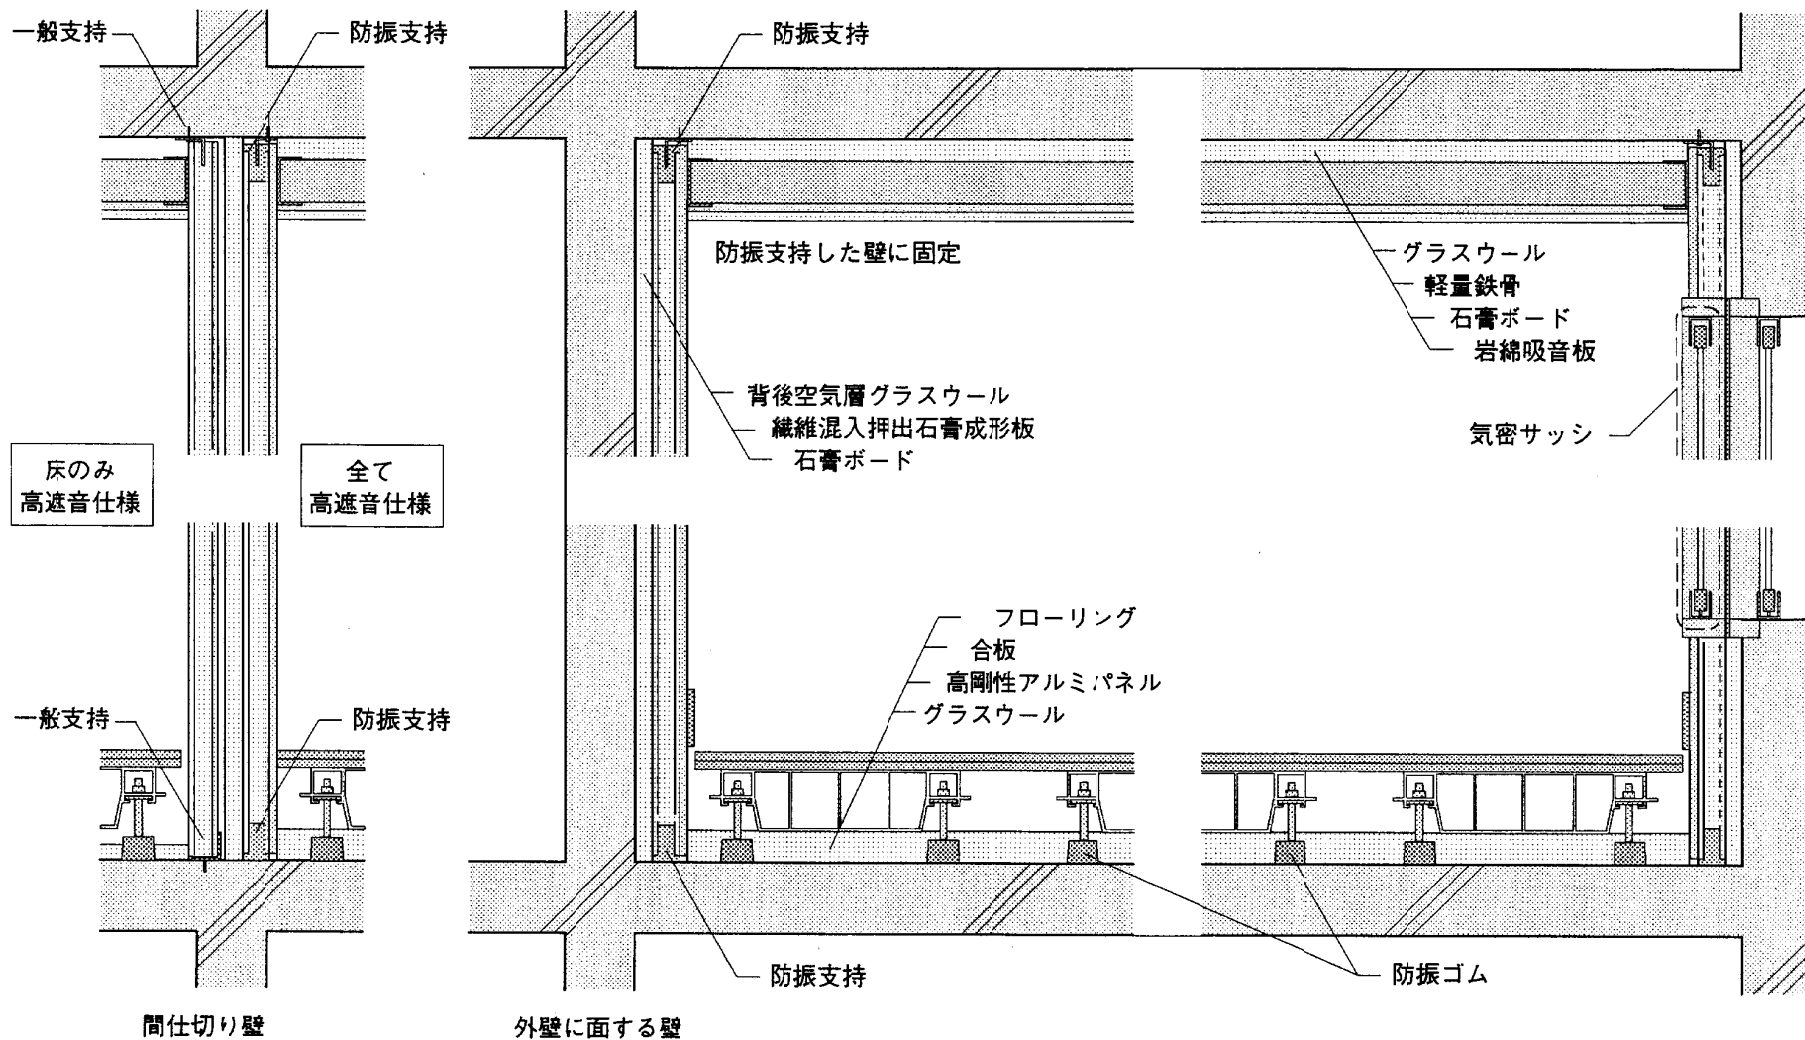 一般支持
防振支持
防振支持
防振支持した壁に固定
グラスウール
軽量鉄骨
石膏ボード
岩綿吸音板
背後空気層グラスウール
繊維混入押出石膏成形板
石膏ボード
気密サッシ
床のみ
高遮音仕様
全て
高遮音仕様
フローリング
合板
高剛性アルミパネル
グラスウール
一般支持
防振支持
防振支持
防振ゴム
間仕切り壁
外壁に面する壁